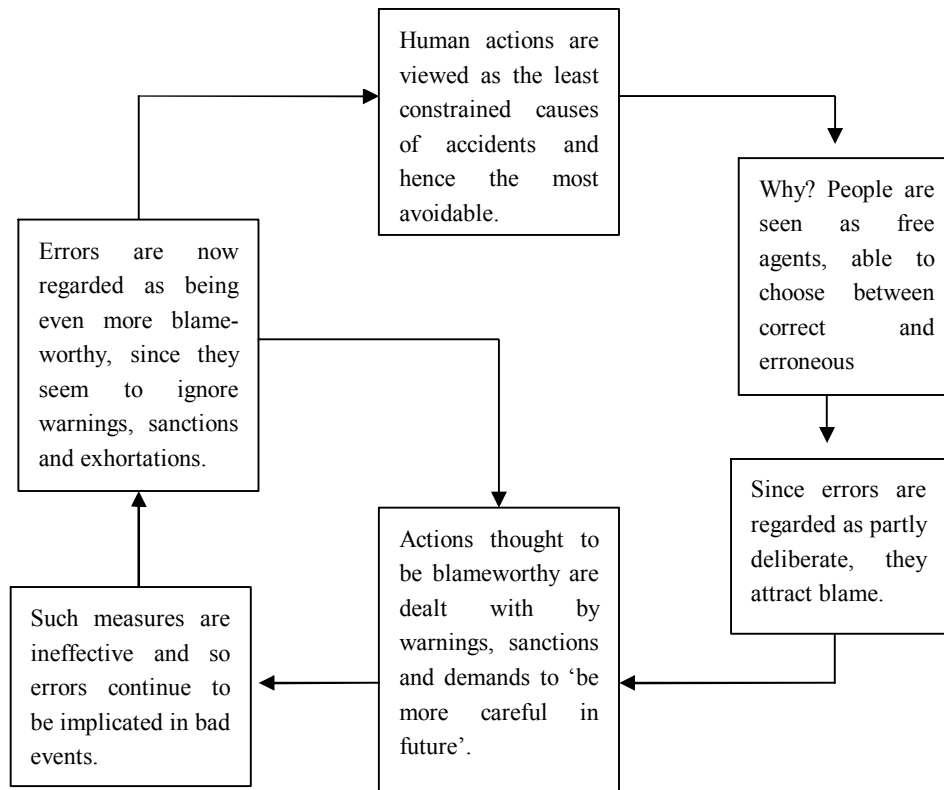 Human actions are
viewed as the least
constrained causes
of accidents and
hence the most
avoidable.
Why? People are
seen as free
agents, able to
choose between
correct and
erroneous
Since errors are
regarded as partly
deliberate, they
attract blame.
Actions thought to
be blameworthy are
dealt with by
warnings, sanctions
and demands to ‘be
more careful in
future’.
Such measures are
ineffective and so
errors continue to
be implicated in bad
events.
Errors are now
regarded as being
even more blame-
worthy, since they
seem to ignore
warnings, sanctions
and exhortations.